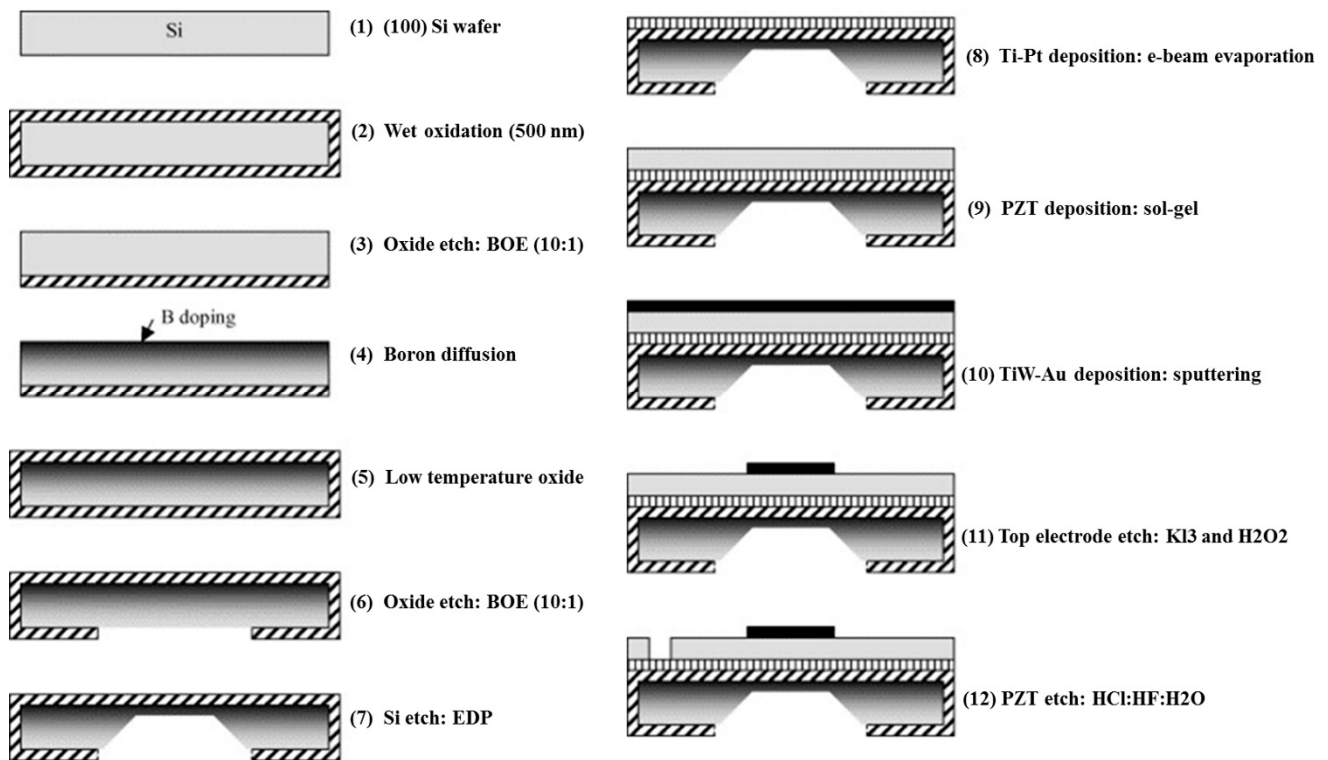 Si
(1) (100) Si wafer
(2) Wet oxidation (500 nm)
(3) Oxide etch: BOE (10:1)
B doping
(4) Boron diffusion
(5) Low temperature oxide
(6) Oxide etch: BOE (10:1)
(7) Si etch: EDP
(8) Ti-Pt deposition: e-beam evaporation
(9) PZT deposition: sol-gel
(10) TiW-Au deposition: sputtering
(11) Top electrode etch: Kl3 and H2O2
(12) PZT etch: HCl:HF:H2O